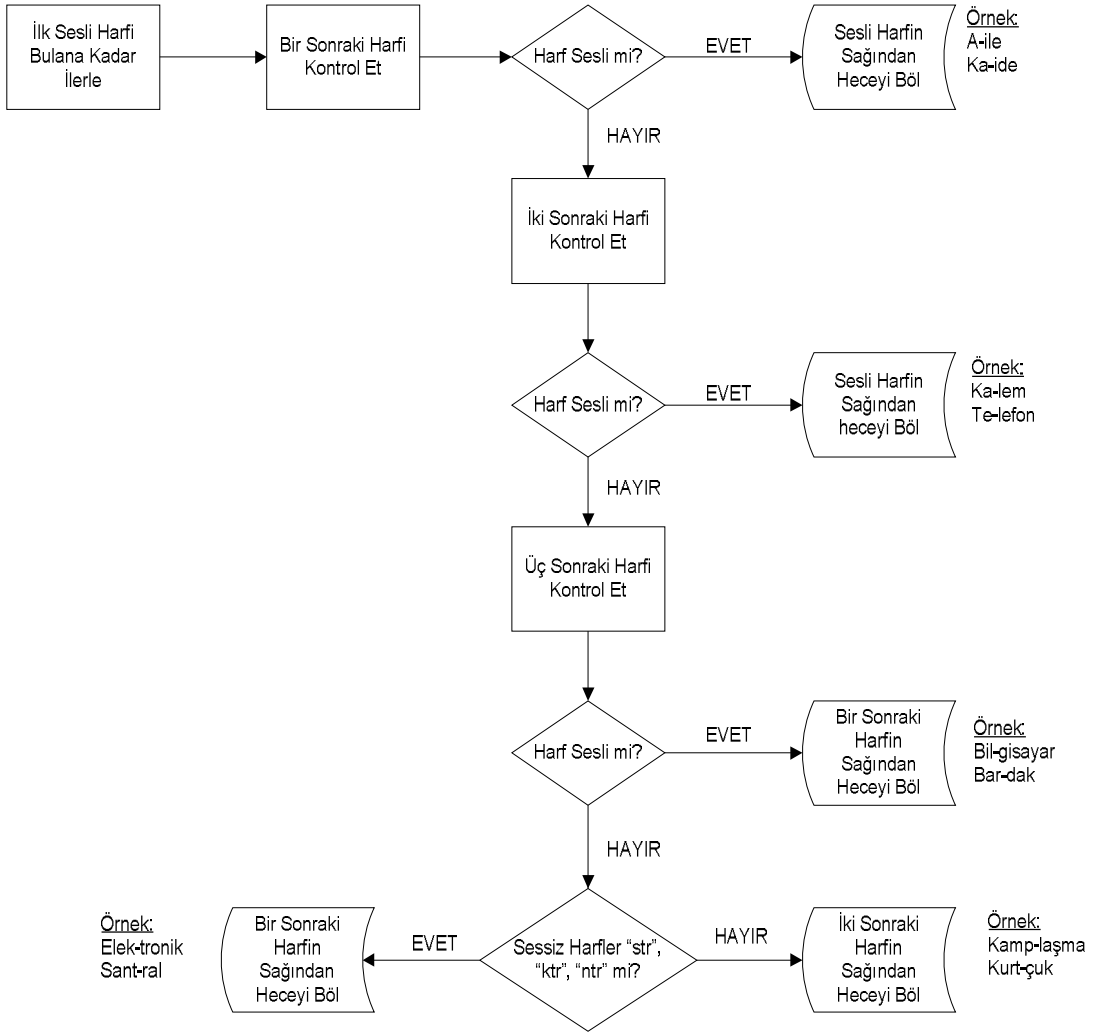 İlk Sesli Harfi
Bulana Kadar
İlerle
Bir Sonraki Harfi
Kontrol Et
Harf Sesli mi?
EVET
Sesli Harfin
Sağından
Heceyi Böl
Örnek:
A-ile
Ka-ide
HAYIR
İki Sonraki Harfi
Kontrol Et
Harf Sesli mi?
EVET
Sesli Harfin
Sağından
heceyi Böl
Örnek:
Ka-lem
Te-lefon
HAYIR
Üç Sonraki Harfi
Kontrol Et
Harf Sesli mi?
EVET
Bir Sonraki
Harfin
Sağından
Heceyi Böl
Örnek:
Bil-gisayar
Bar-dak
HAYIR
Örnek:
Elek-tronik
Sant-ral
Bir Sonraki
Harfin
Sağından
Heceyi Böl
EVET
Sessiz Harfler “str”,
“ktr”, “ntr” mi?
HAYIR
İki Sonraki
Harfin
Sağından
Heceyi Böl
Örnek:
Kamp-laşma
Kurt-çuk